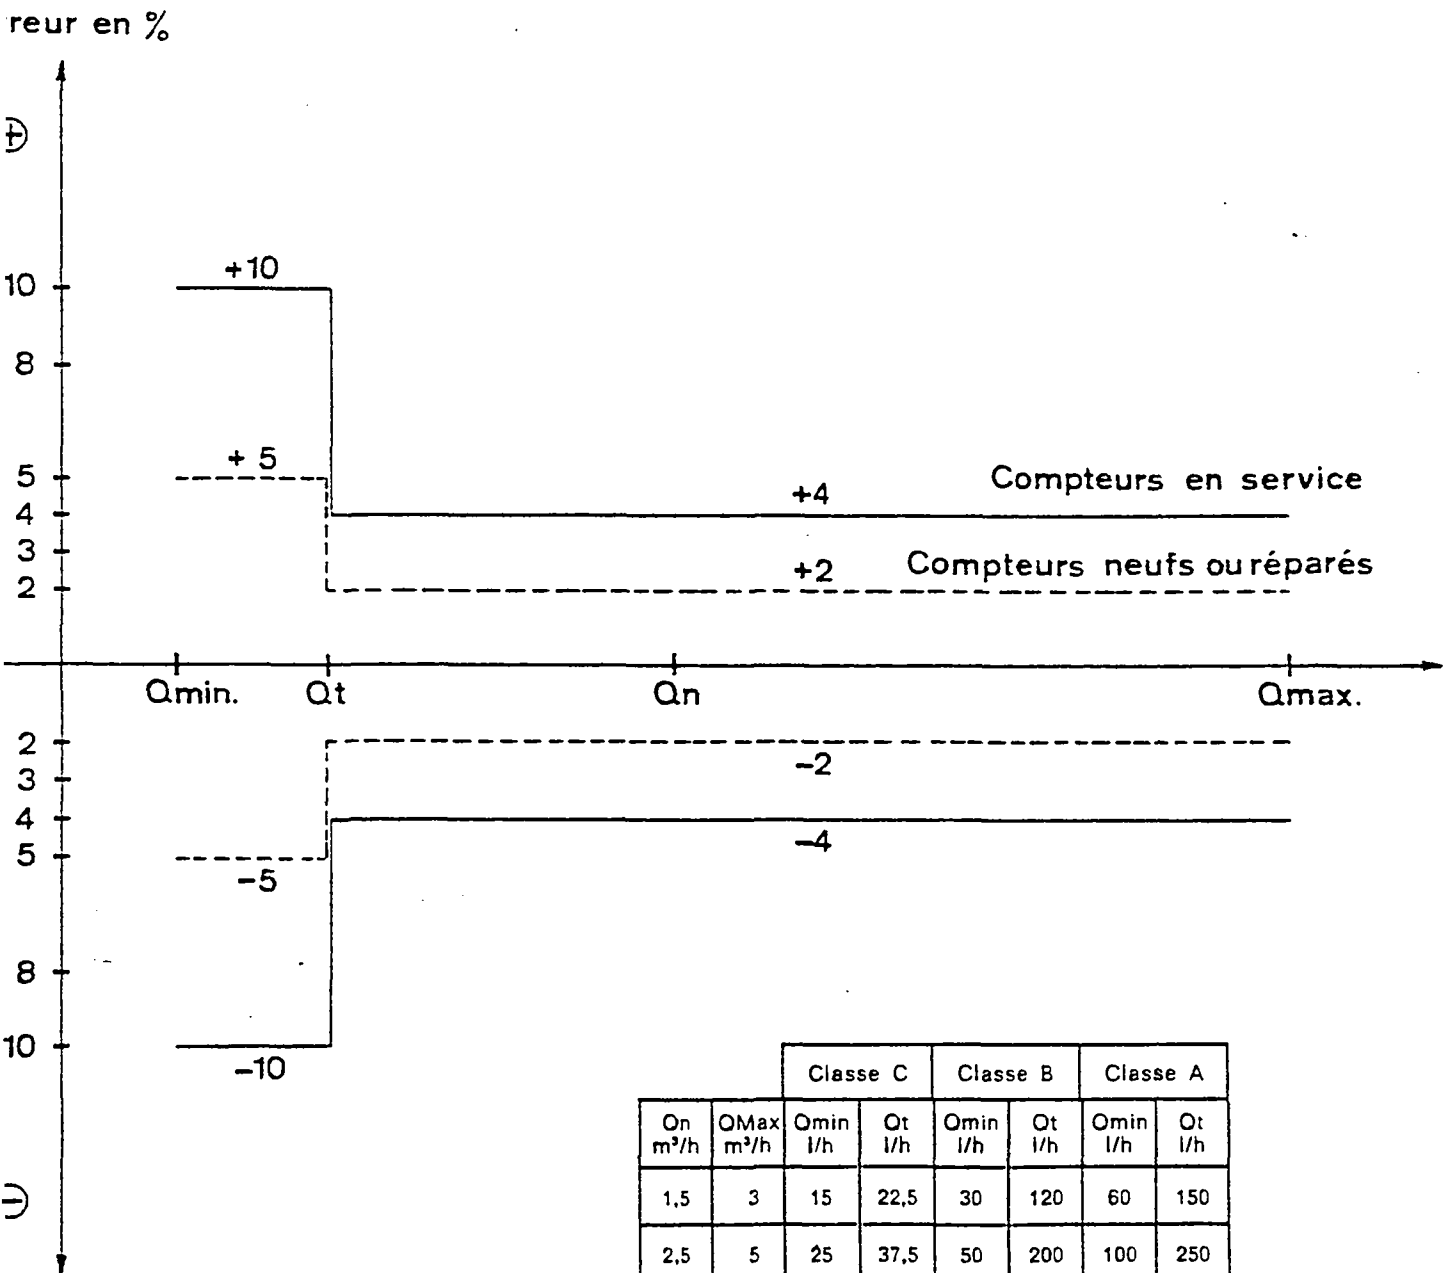 reur en %
+
10
+10
8
5
+ 5
4
+4
Compteurs en service
3
2
+2
Compteurs neufs ou réparés
Qmin.
Qt
Qn
Qmax.
2
-2
3
4
-4
5
-5
8
10
-10
Classe C Classe B Classe A
Qn m³/h QMax m³/h Qmin l/h Qt l/h Qmin l/h Qt l/h Qmin l/h Qt l/h
1,5 3 15 22,5 30 120 60 150
2,5 5 25 37,5 50 200 100 250
-